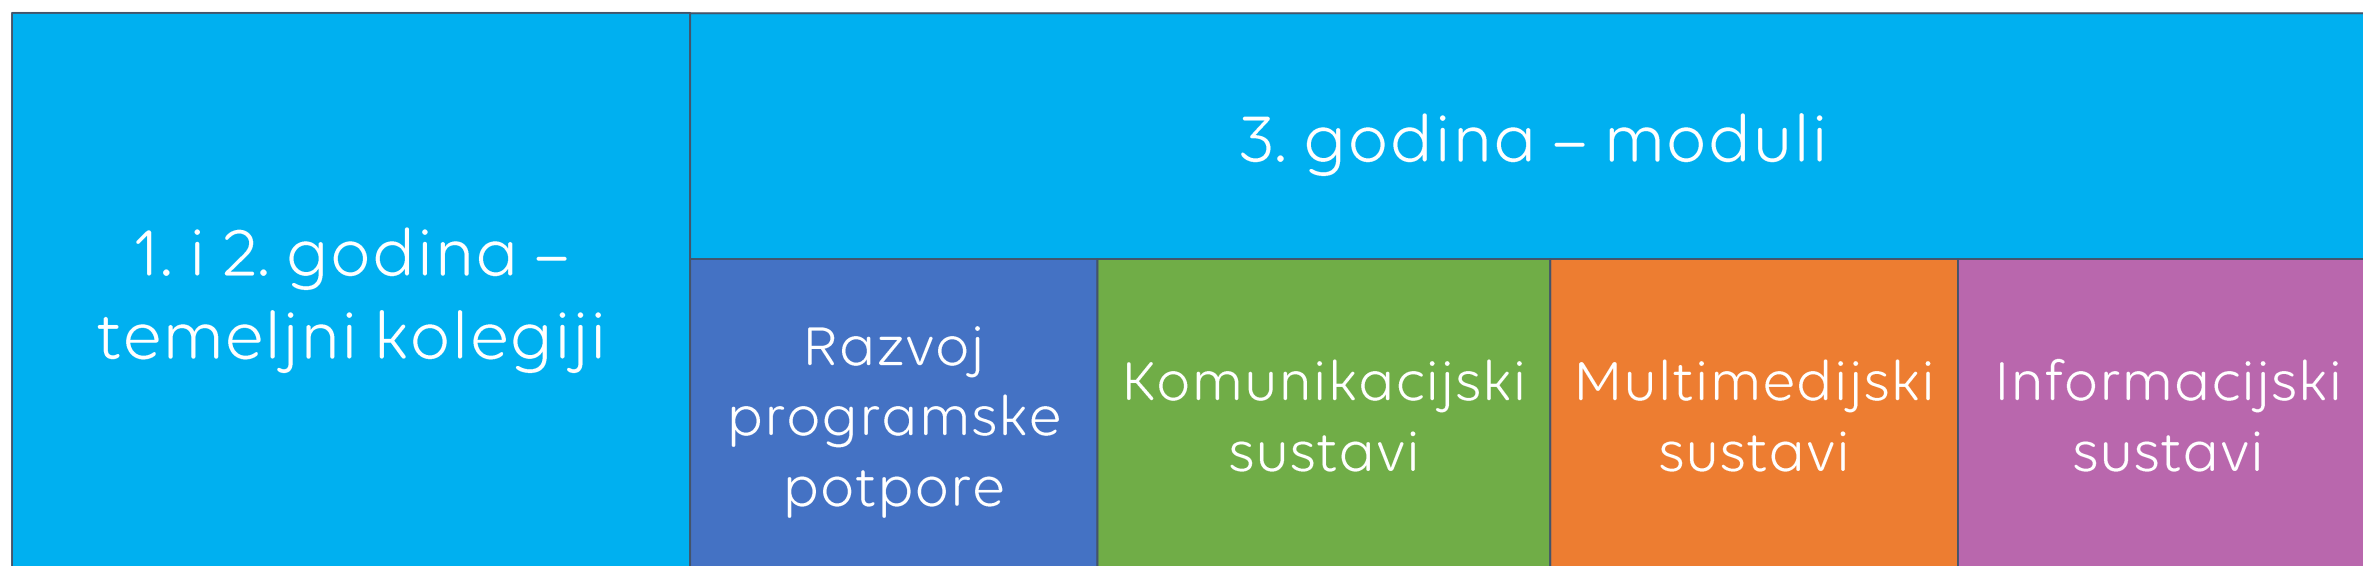 1. i 2. godina –
temeljni kolegiji
3. godina – moduli
Razvoj
programske
potpore
Komunikacijski
sustavi
Multimedijski
sustavi
Informacijski
sustavi